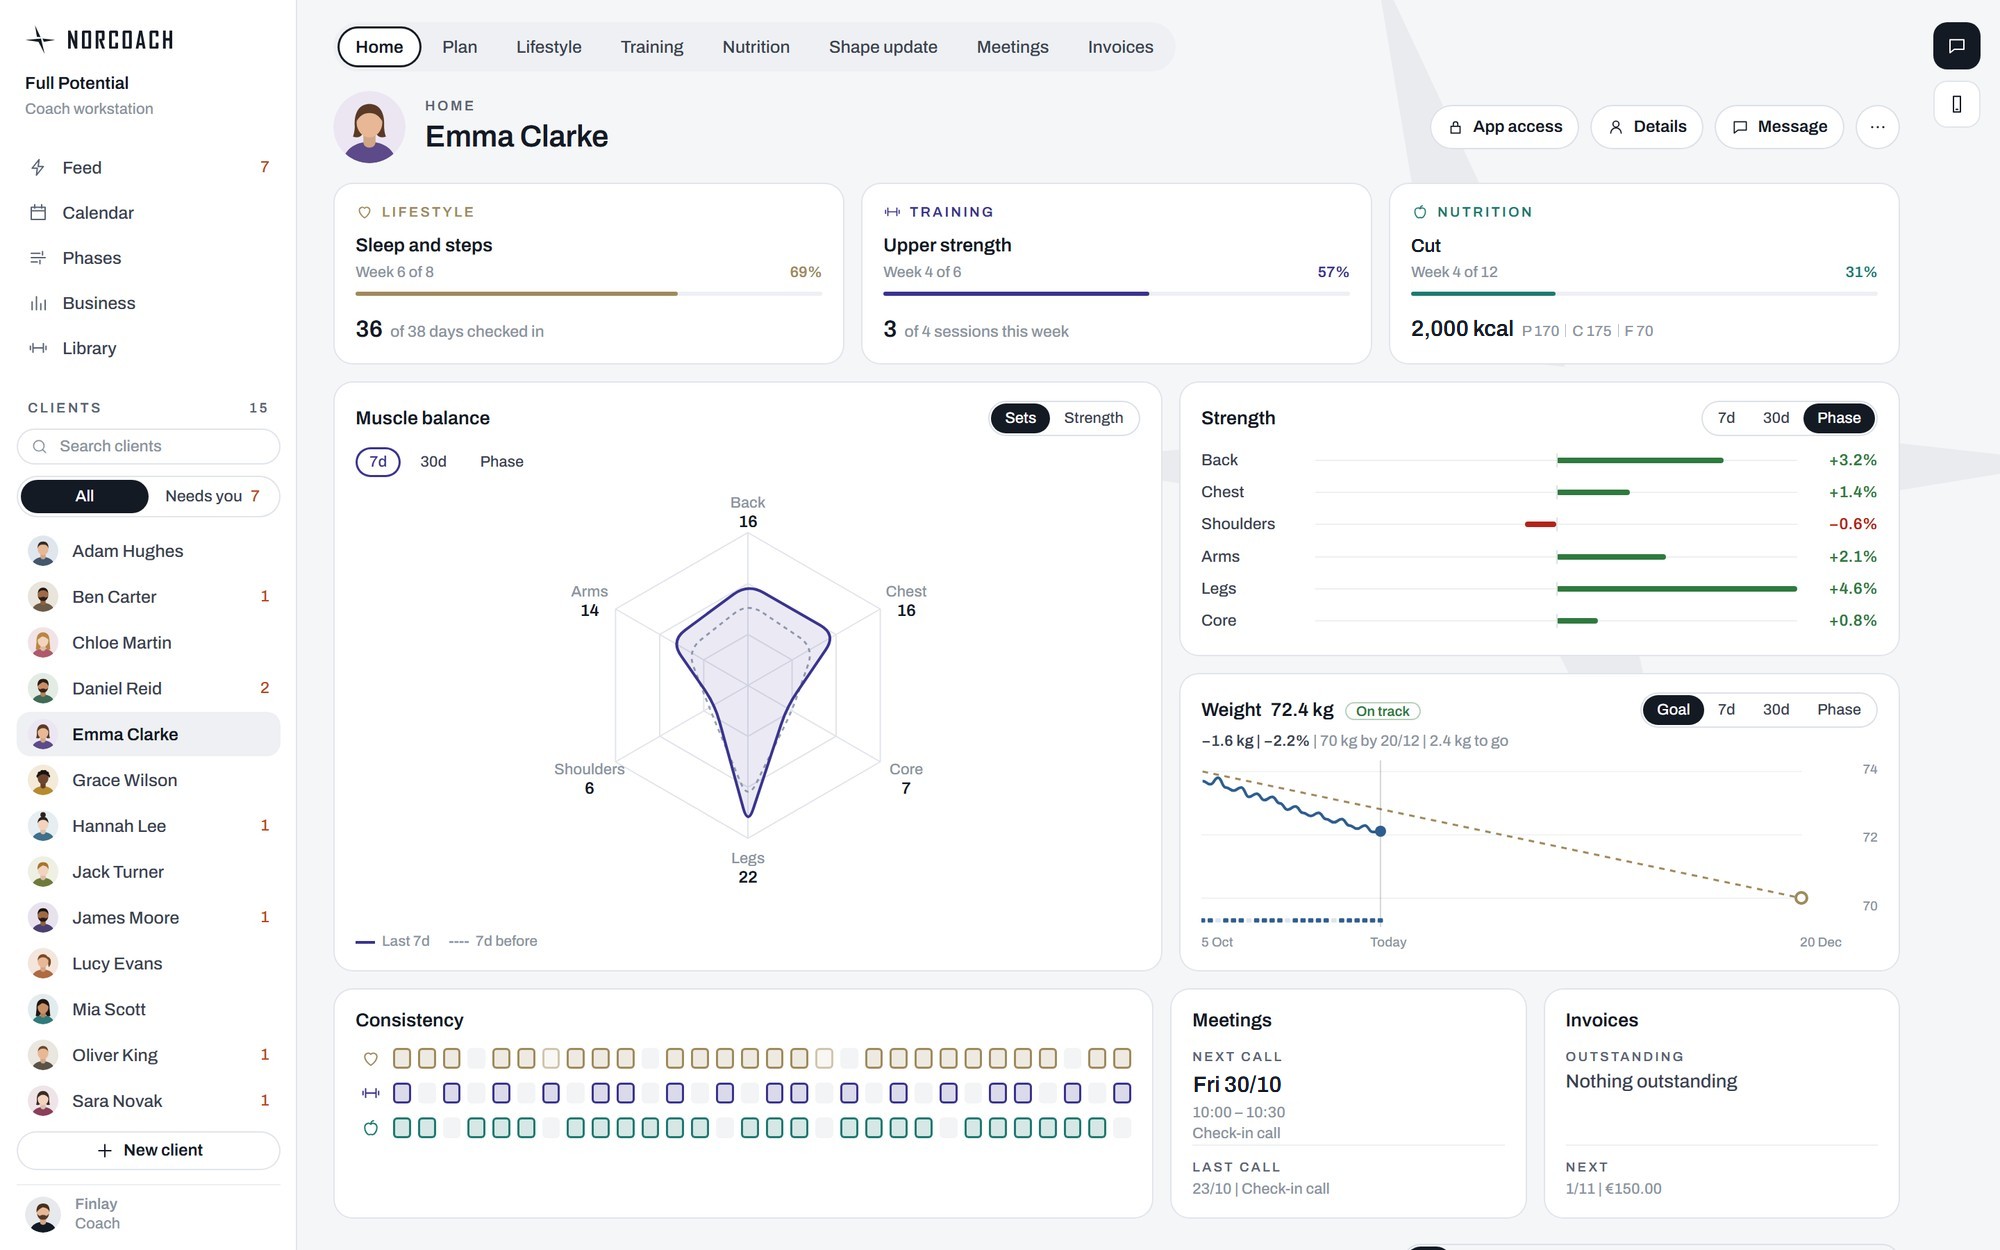 NORCOACH
Full Potential
Coach workstation
Feed 7
Calendar
Phases
Business
Library
CLIENTS 15
Search clients
All Needs you 7
Adam Hughes
Ben Carter 1
Chloe Martin
Daniel Reid 2
Emma Clarke
Grace Wilson
Hannah Lee 1
Jack Turner
James Moore 1
Lucy Evans
Mia Scott
Oliver King 1
Sara Novak 1
New client
Finlay
Coach
Home Plan Lifestyle Training Nutrition Shape update Meetings Invoices
HOME
Emma Clarke
App access Details Message
LIFESTYLE
Sleep and steps
Week 6 of 8 69%
36 of 38 days checked in
TRAINING
Upper strength
Week 4 of 6 57%
3 of 4 sessions this week
NUTRITION
Cut
Week 4 of 12 31%
2,000 kcal P 170 | C 175 | F 70
Muscle balance
Sets Strength
7d 30d Phase
Back
16
Arms
14
Chest
16
Shoulders
6
Core
7
Legs
22
Last 7d 7d before
Strength
7d 30d Phase
Back +3.2%
Chest +1.4%
Shoulders −0.6%
Arms +2.1%
Legs +4.6%
Core +0.8%
Weight 72.4 kg On track
Goal 7d 30d Phase
−1.6 kg | −2.2% | 70 kg by 20/12 | 2.4 kg to go
74
72
70
5 Oct Today 20 Dec
Consistency
Meetings
NEXT CALL
Fri 30/10
10:00 – 10:30
Check-in call
LAST CALL
23/10 | Check-in call
Invoices
OUTSTANDING
Nothing outstanding
NEXT
1/11 | €150.00